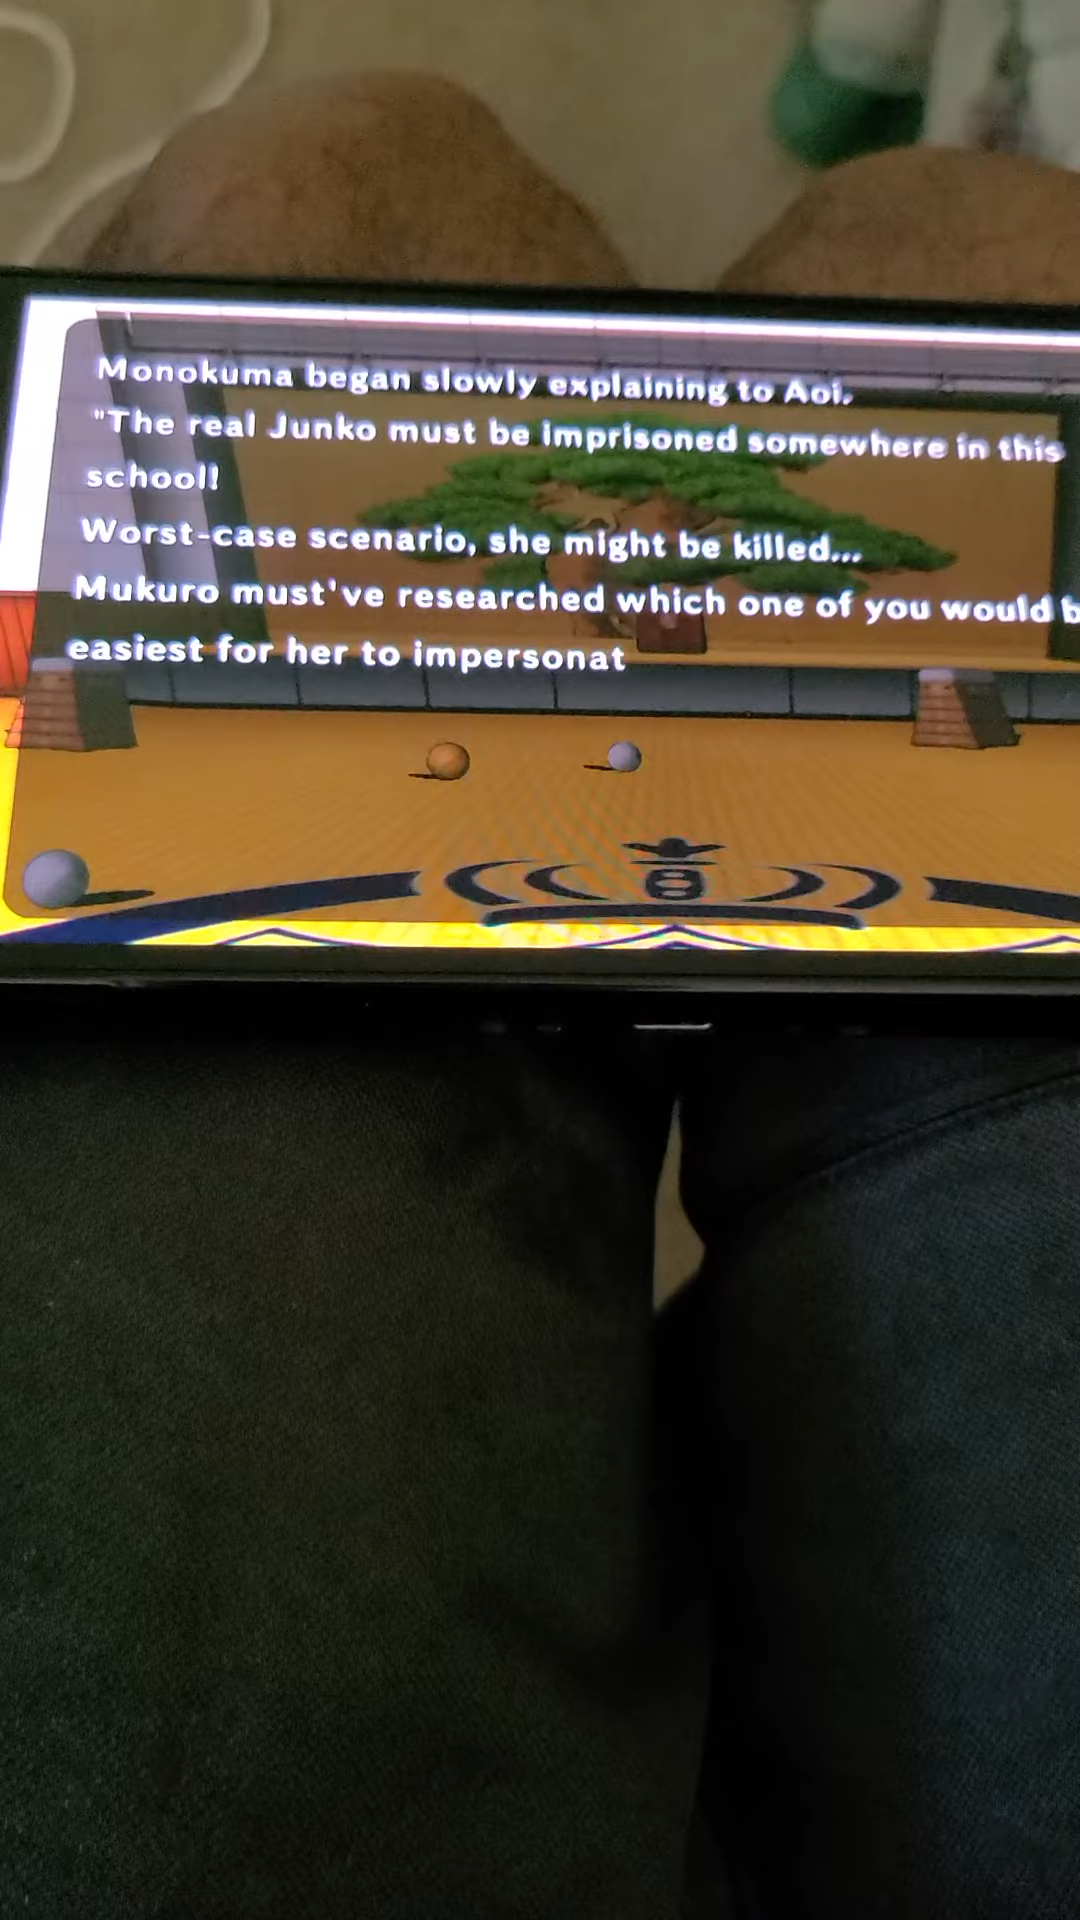 Monokuma began slowly explaining to Aoi.
"The real Junko must be imprisoned somewhere in this
school!
Worst-case scenario, she might be killed...
Mukuro must've researched which one of you would b
easiest for her to impersonat